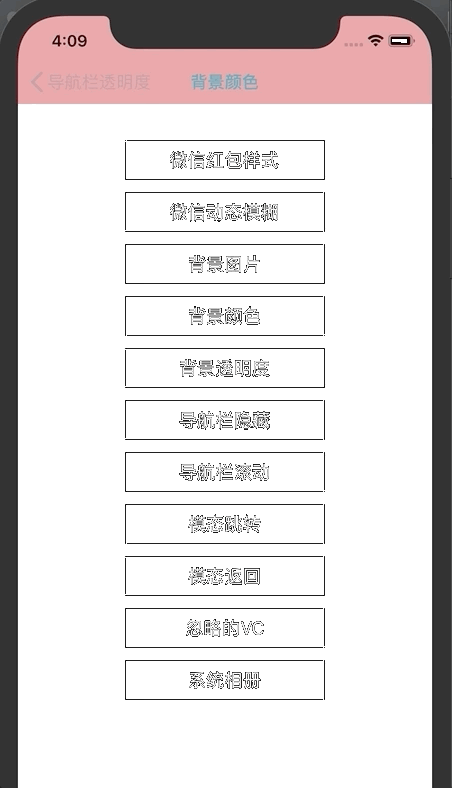 4:09
导航栏透明度 背景颜色
微信红包样式
微信动态模糊
背景图片
背景颜色
背景透明度
导航栏隐藏
导航栏滚动
模态跳转
模态返回
忽略的VC
系统相册